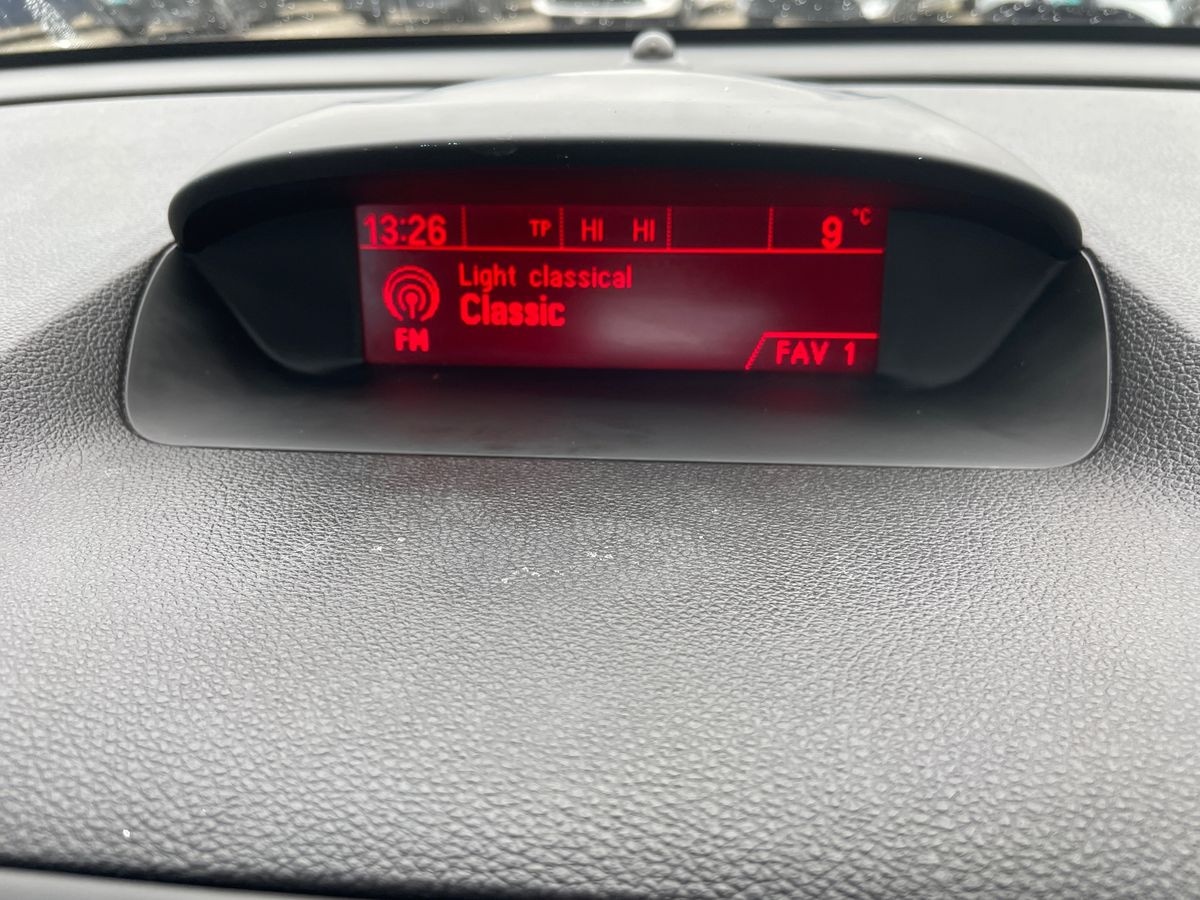 13:26 TP HI HI 9 °C
Light classical
Classic
FM
FAV 1